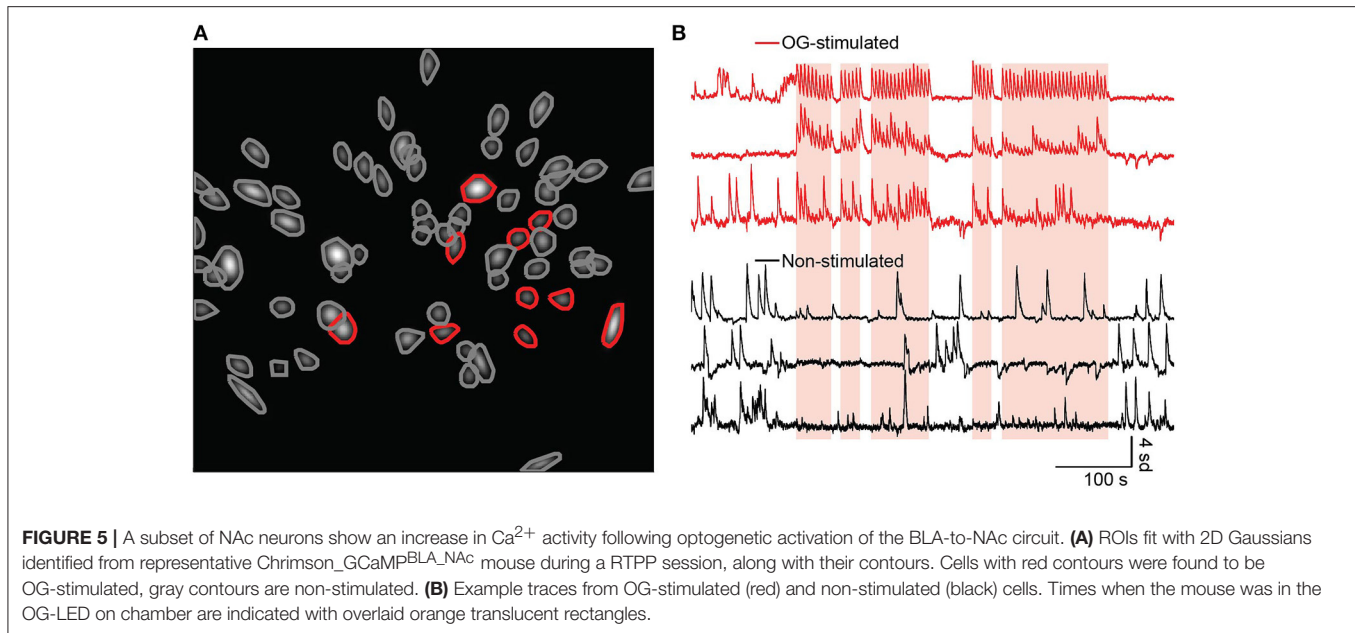 A
B
OG-stimulated
Non-stimulated
4 sd
100 s
FIGURE 5 | A subset of NAc neurons show an increase in Ca2+ activity following optogenetic activation of the BLA-to-NAc circuit. (A) ROIs fit with 2D Gaussians
identified from representative Chrimson_GCaMPBLA_NAc mouse during a RTPP session, along with their contours. Cells with red contours were found to be
OG-stimulated, gray contours are non-stimulated. (B) Example traces from OG-stimulated (red) and non-stimulated (black) cells. Times when the mouse was in the
OG-LED on chamber are indicated with overlaid orange translucent rectangles.